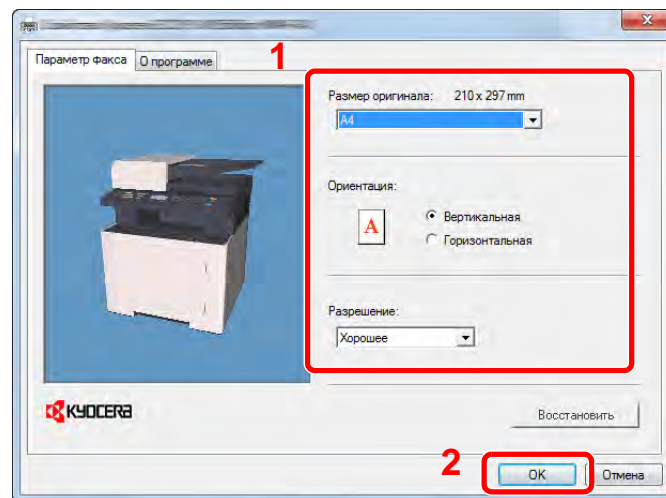 Параметр факса О программе
1
Размер оригинала: 210 x 297 mm
A4
Ориентация:
A
Вертикальная
Горизонтальная
Разрешение:
Хорошее
KYOCERA
Восстановить
2
OK Отмена